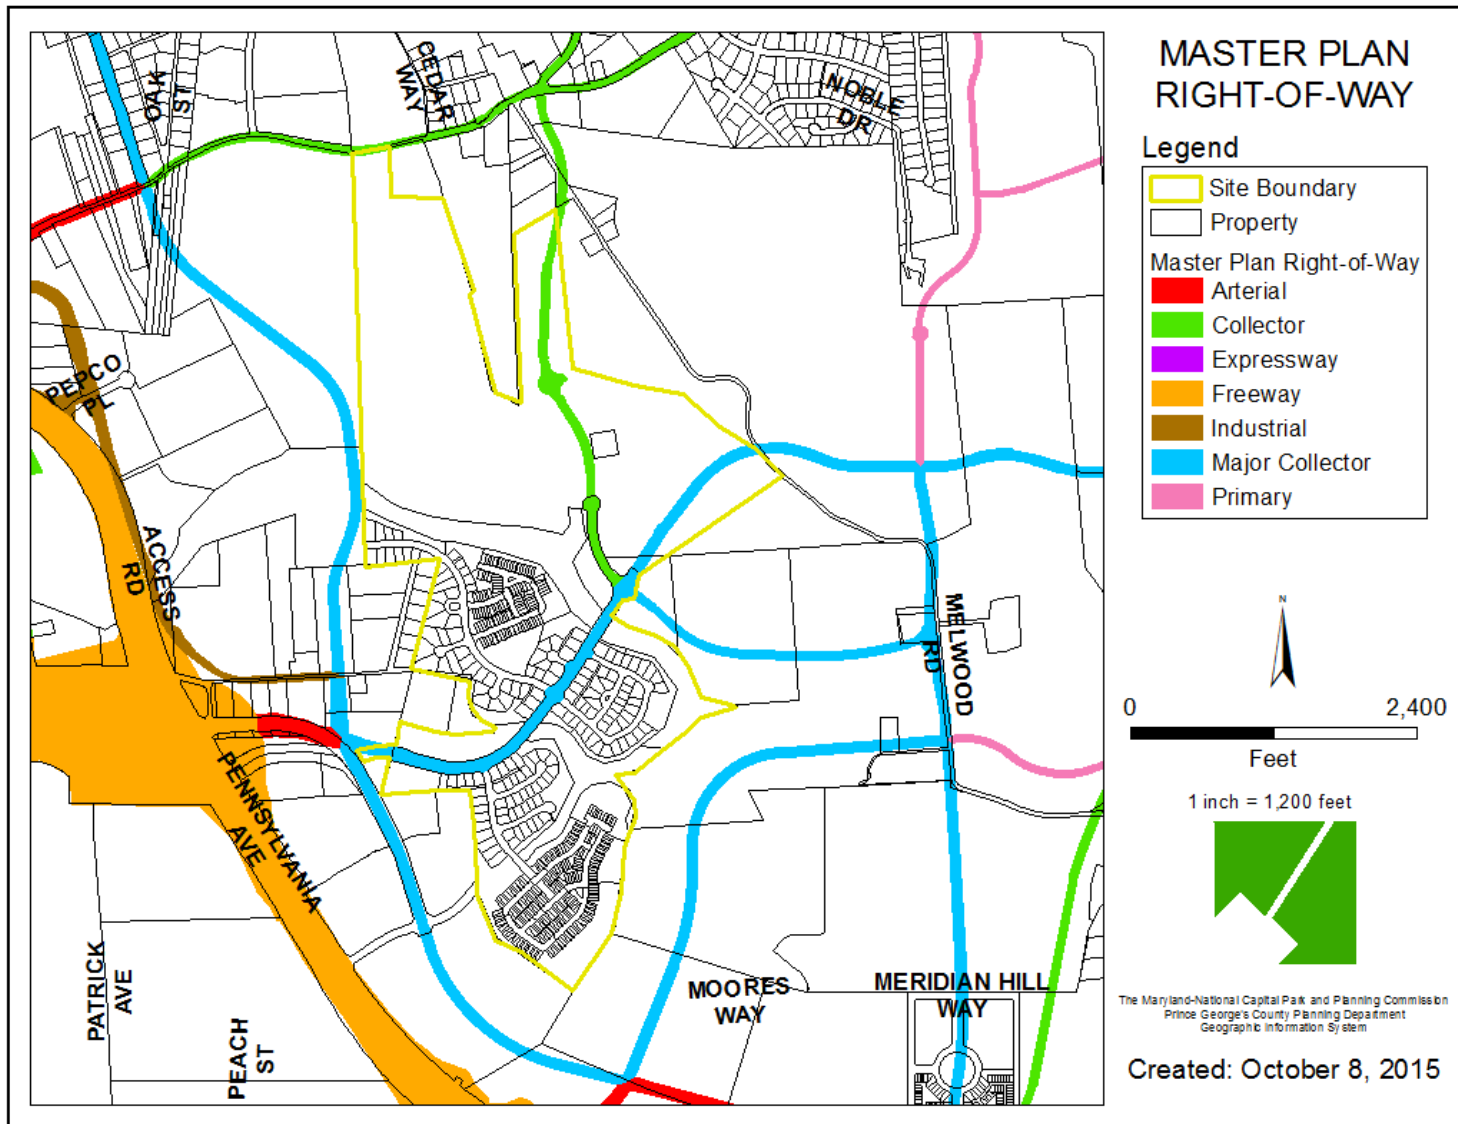 MASTER PLAN
RIGHT-OF-WAY
Legend
Site Boundary
Property
Master Plan Right-of-Way
Arterial
Collector
Expressway
Freeway
Industrial
Major Collector
Primary
N
0 2,400
Feet
1 inch = 1,200 feet
The Maryland-National Capital Park and Planning Commission
Prince George's County Planning Department
Geographic Information System
Created: October 8, 2015
OAK
ST
CEDAR
WAY
NOBLE
DR
PEPCO
PL
ACCESS
RD
MELWOOD
RD
PENNSYLVANIA
AVE
PATRICK
AVE
PEACH
ST
MOORES
WAY
MERIDIAN HILL
WAY